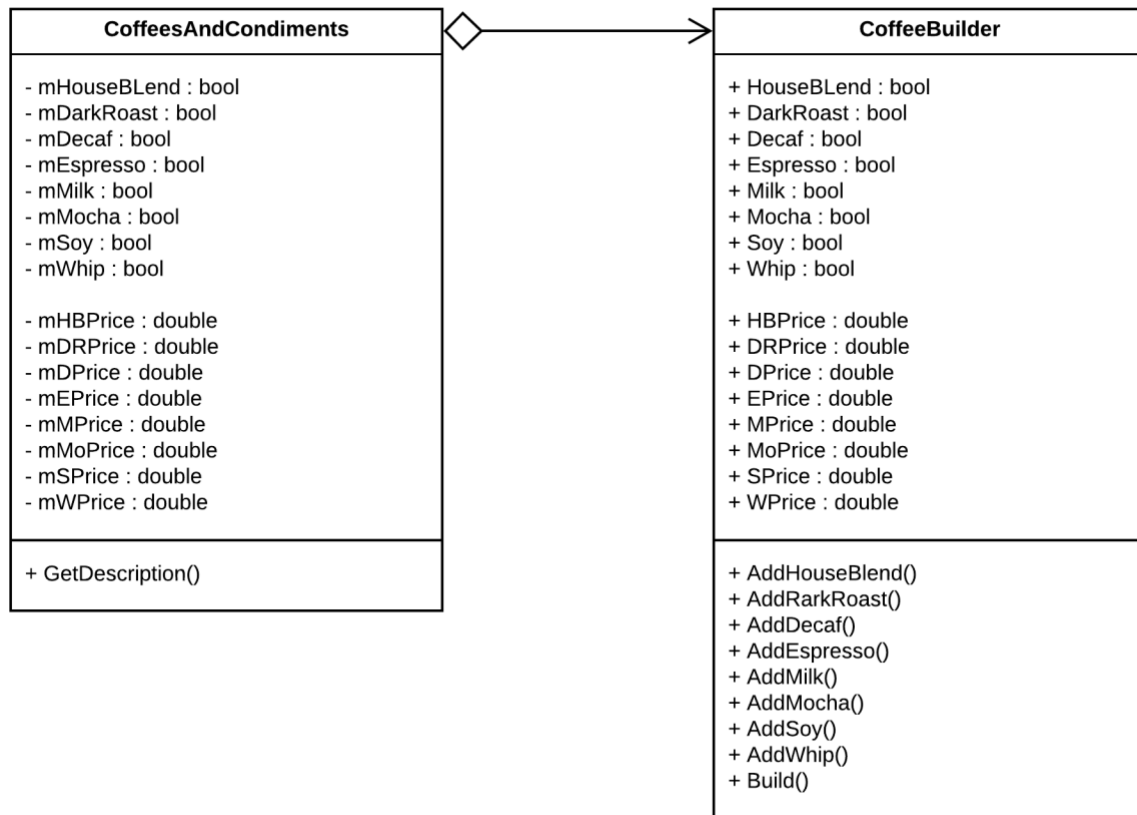 CoffeesAndCondiments
- mHouseBLend : bool
- mDarkRoast : bool
- mDecaf : bool
- mEspresso : bool
- mMilk : bool
- mMocha : bool
- mSoy : bool
- mWhip : bool
- mHBPrice : double
- mDRPrice : double
- mDPrice : double
- mEPrice : double
- mMPrice : double
- mMoPrice : double
- mSPrice : double
- mWPrice : double
+ GetDescription()
CoffeeBuilder
+ HouseBLend : bool
+ DarkRoast : bool
+ Decaf : bool
+ Espresso : bool
+ Milk : bool
+ Mocha : bool
+ Soy : bool
+ Whip : bool
+ HBPrice : double
+ DRPrice : double
+ DPrice : double
+ EPrice : double
+ MPrice : double
+ MoPrice : double
+ SPrice : double
+ WPrice : double
+ AddHouseBlend()
+ AddRarkRoast()
+ AddDecaf()
+ AddEspresso()
+ AddMilk()
+ AddMocha()
+ AddSoy()
+ AddWhip()
+ Build()